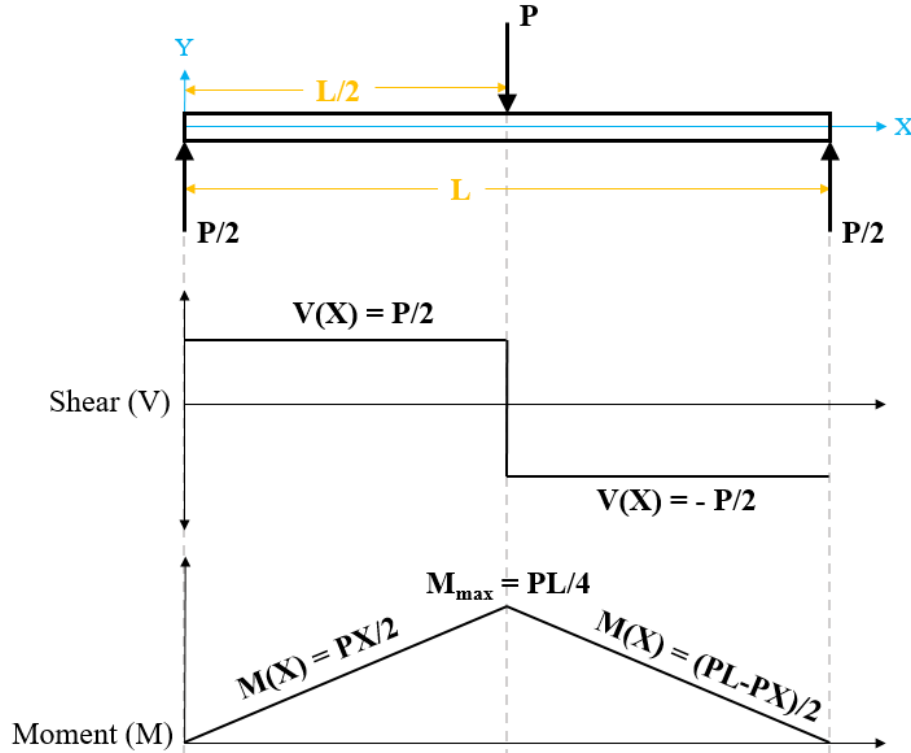 P
Y
L/2
X
L
P/2
P/2
V(X) = P/2
Shear (V)
V(X) = - P/2
Mmax = PL/4
M(X) = PX/2
M(X) = (PL-PX)/2
Moment (M)